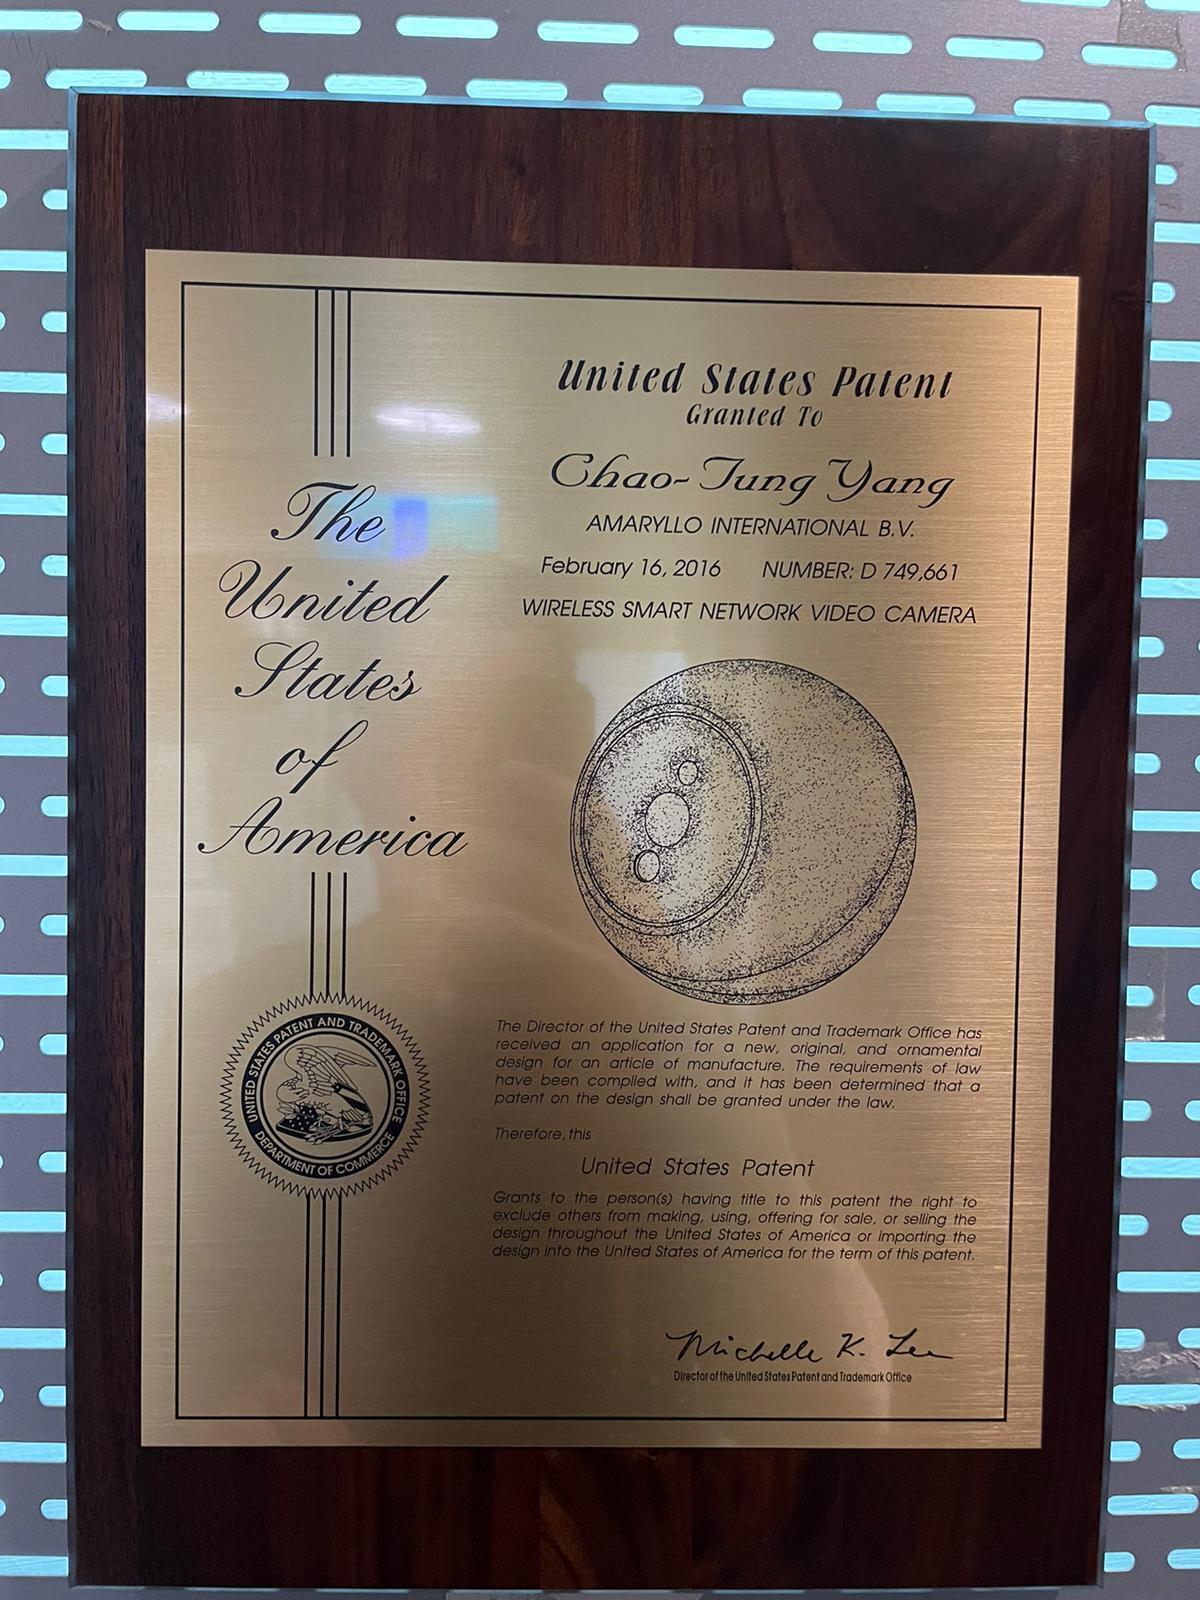 The
United
States
of
America
UNITED STATES PATENT AND TRADEMARK OFFICE
DEPARTMENT OF COMMERCE
United States Patent
Granted To
Chao-Tung Yang
AMARYLLO INTERNATIONAL B.V.
February 16, 2016 NUMBER: D 749,661
WIRELESS SMART NETWORK VIDEO CAMERA
The Director of the United States Patent and Trademark Office has
received an application for a new, original, and ornamental
design for an article of manufacture. The requirements of law
have been complied with, and it has been determined that a
patent on the design shall be granted under the law.
Therefore, this
United States Patent
Grants to the person(s) having title to this patent the right to
exclude others from making, using, offering for sale, or selling the
design throughout the United States of America or importing the
design into the United States of America for the term of this patent.
Michelle K. Lee
Director of the United States Patent and Trademark Office